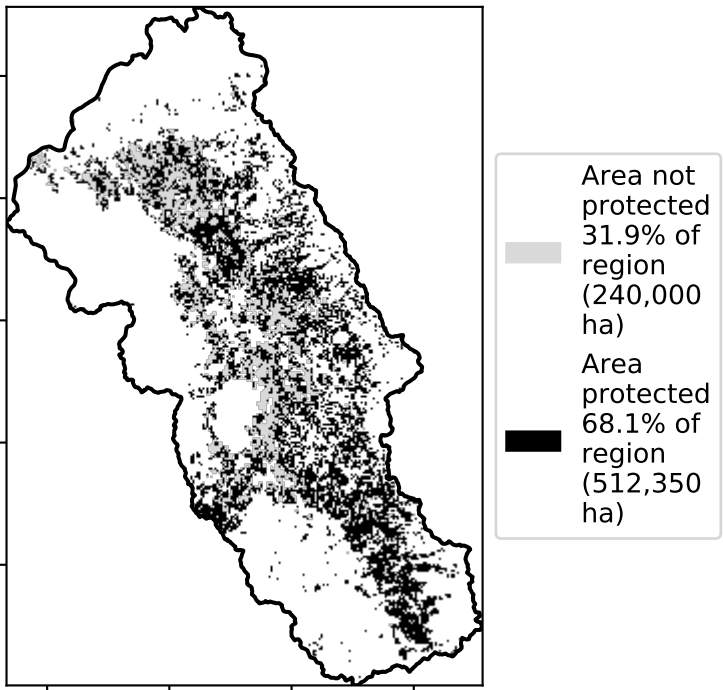 Area not
protected
31.9% of
region
(240,000
ha)
Area
protected
68.1% of
region
(512,350
ha)